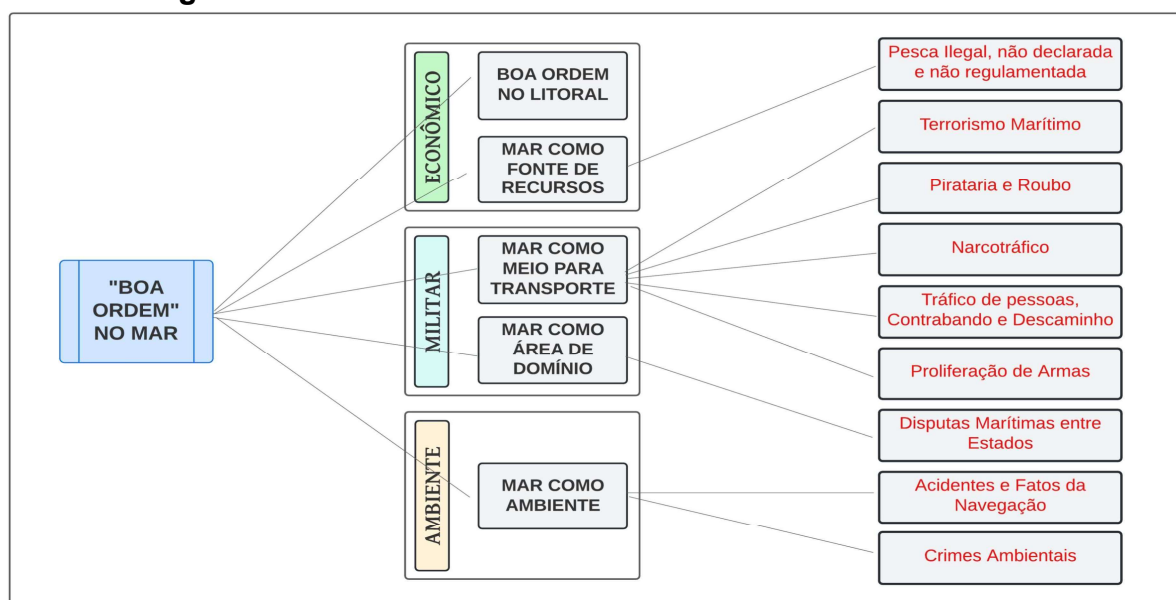 "BOA
ORDEM"
NO MAR
ECONÔMICO
BOA ORDEM
NO LITORAL
MAR COMO
FONTE DE
RECURSOS
MILITAR
MAR COMO
MEIO PARA
TRANSPORTE
MAR COMO
ÁREA DE
DOMÍNIO
AMBIENTE
MAR COMO
AMBIENTE
Pesca Ilegal, não declarada
e não regulamentada
Terrorismo Marítimo
Pirataria e Roubo
Narcotráfico
Tráfico de pessoas,
Contrabando e Descaminho
Proliferação de Armas
Disputas Marítimas entre
Estados
Acidentes e Fatos da
Navegação
Crimes Ambientais